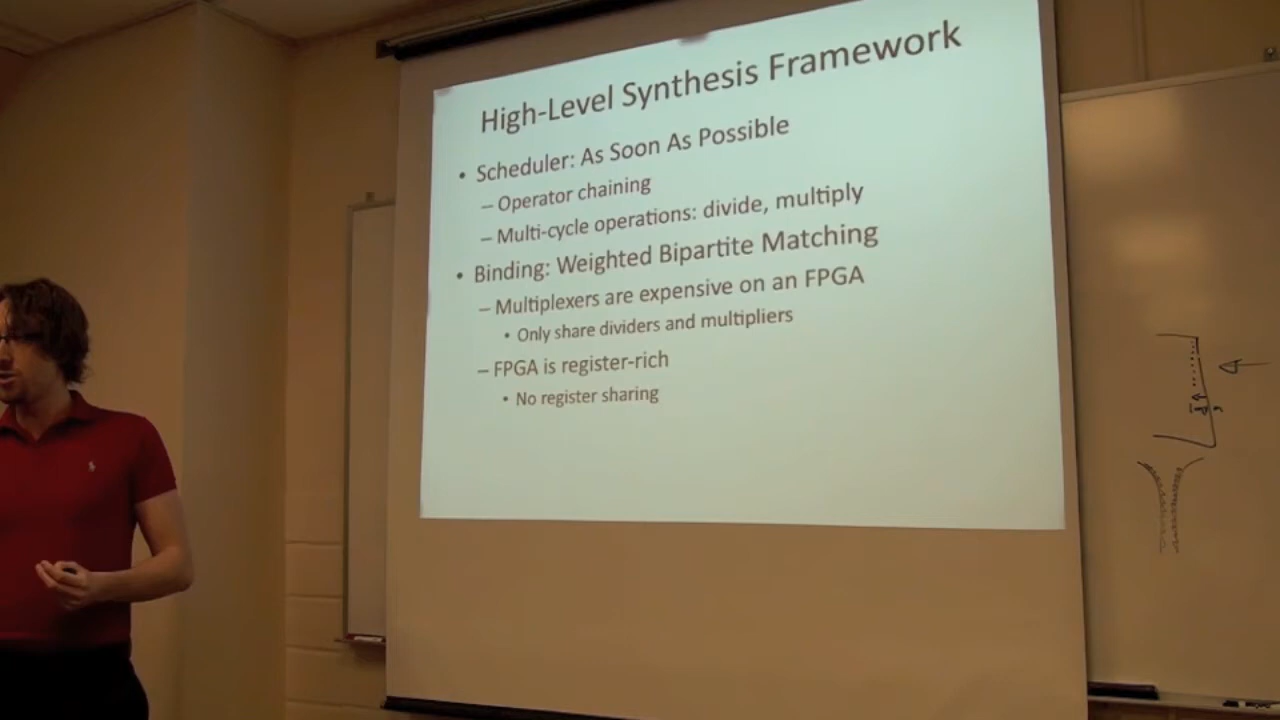 High-Level Synthesis Framework
• Scheduler: As Soon As Possible
– Operator chaining
– Multi-cycle operations: divide, multiply
• Binding: Weighted Bipartite Matching
– Multiplexers are expensive on an FPGA
• Only share dividers and multipliers
– FPGA is register-rich
• No register sharing